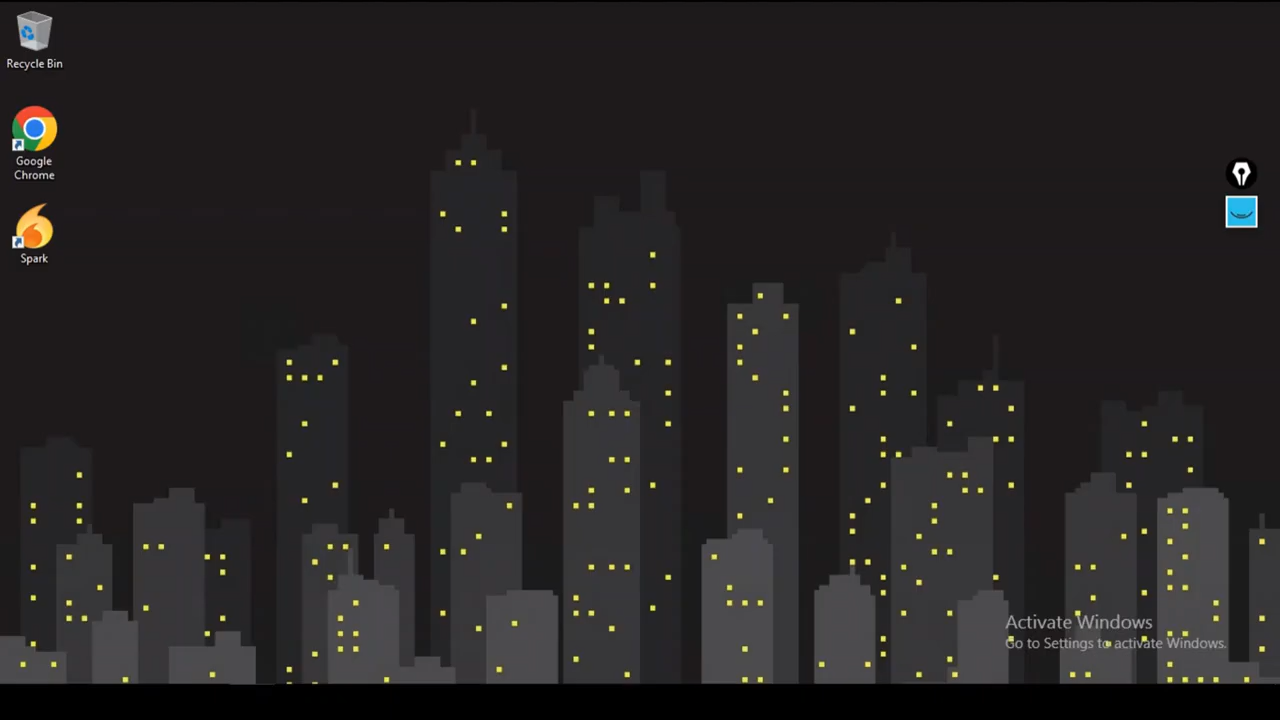 Recycle Bin
Google
Chrome
Spark
Activate Windows
Go to Settings to activate Windows.